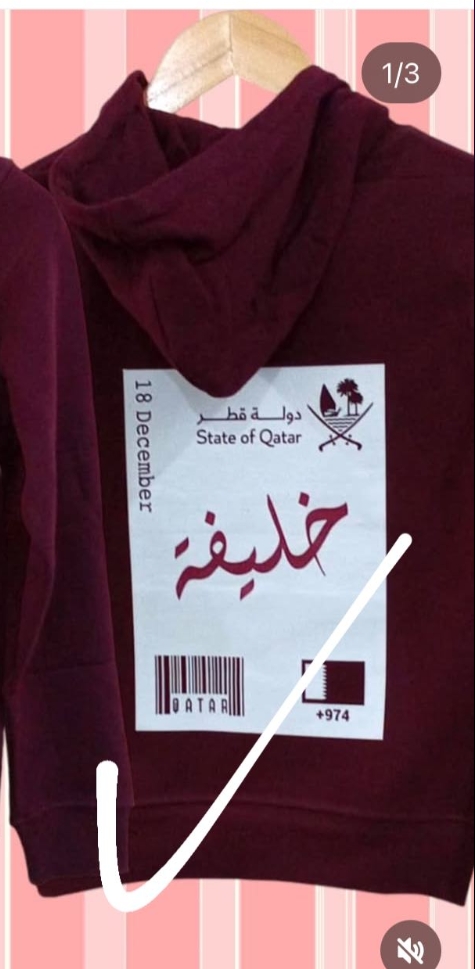 1/3
18 December
دولة قطر
State of Qatar
خليفة
QATAR
+974